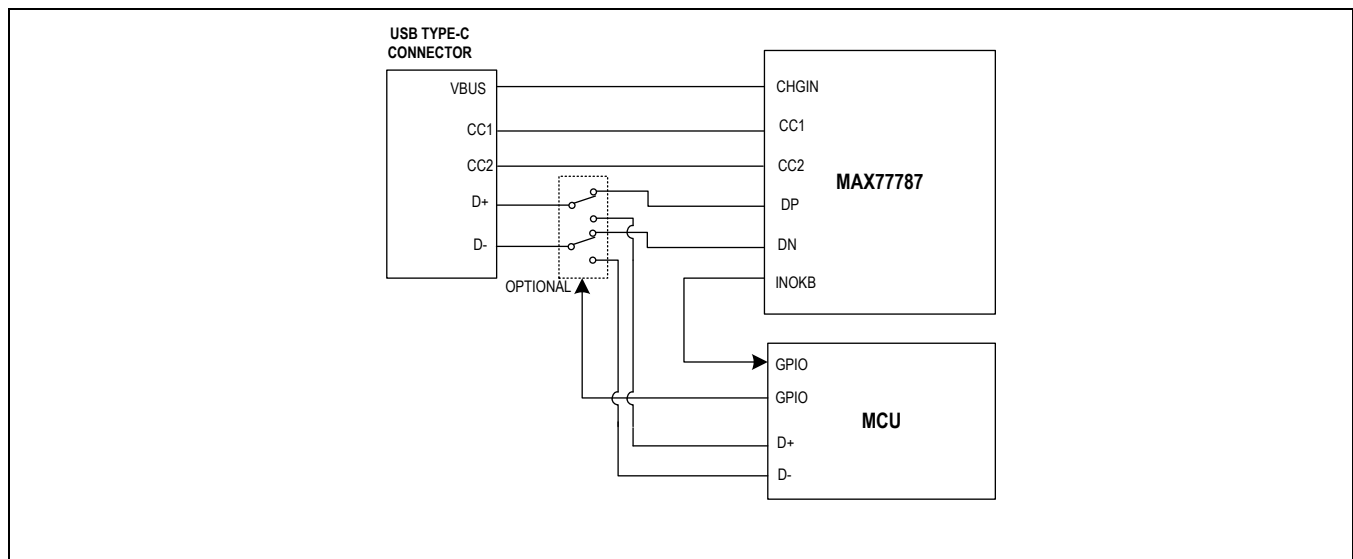 USB TYPE-C
CONNECTOR
VBUS
CC1
CC2
D+
D-
OPTIONAL
CHGIN
CC1
CC2
DP
DN
INOKB
MAX77787
GPIO
GPIO
D+
D-
MCU